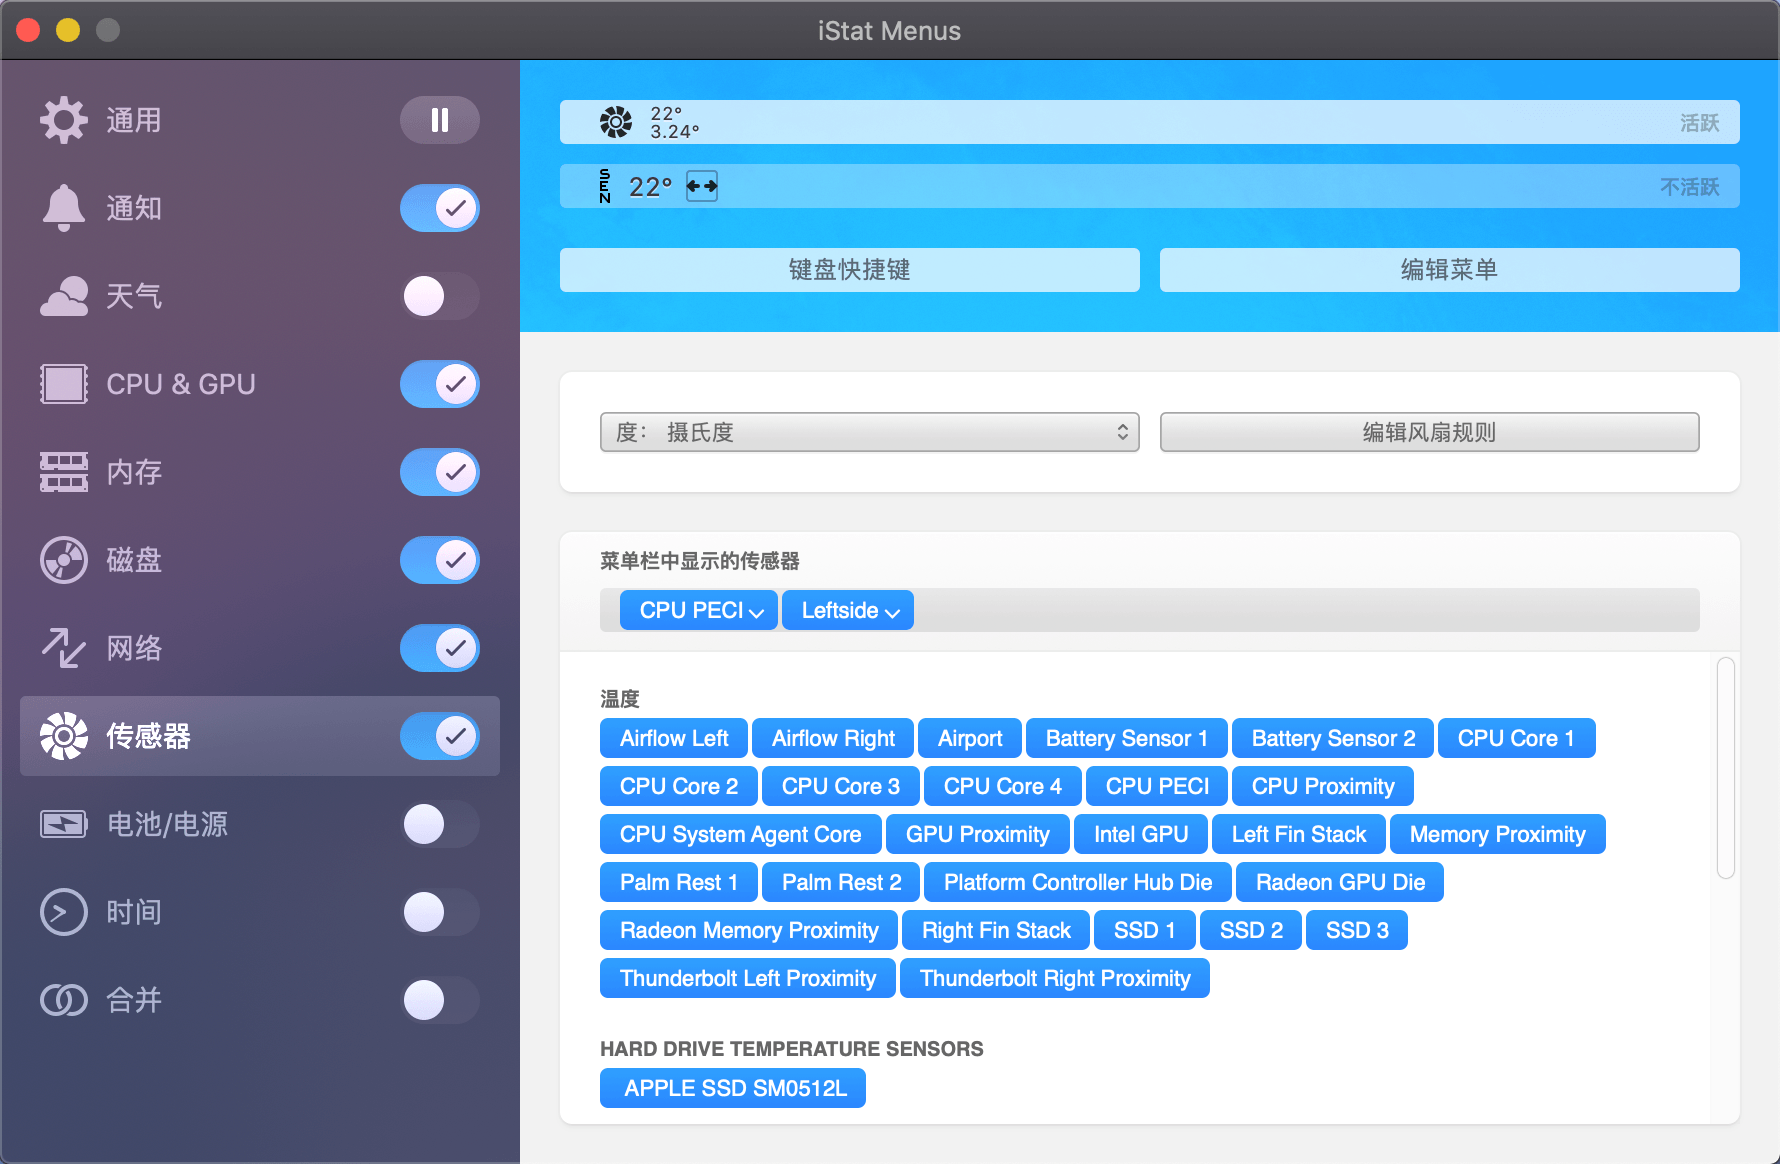 iStat Menus
通用
通知
天气
CPU & GPU
内存
磁盘
网络
传感器
电池/电源
时间
合并
22°
3.24°
活跃
SEN 22°
不活跃
键盘快捷键 编辑菜单
度： 摄氏度 编辑风扇规则
菜单栏中显示的传感器
CPU PECI Leftside
温度
Airflow Left Airflow Right Airport Battery Sensor 1 Battery Sensor 2 CPU Core 1
CPU Core 2 CPU Core 3 CPU Core 4 CPU PECI CPU Proximity
CPU System Agent Core GPU Proximity Intel GPU Left Fin Stack Memory Proximity
Palm Rest 1 Palm Rest 2 Platform Controller Hub Die Radeon GPU Die
Radeon Memory Proximity Right Fin Stack SSD 1 SSD 2 SSD 3
Thunderbolt Left Proximity Thunderbolt Right Proximity
HARD DRIVE TEMPERATURE SENSORS
APPLE SSD SM0512L